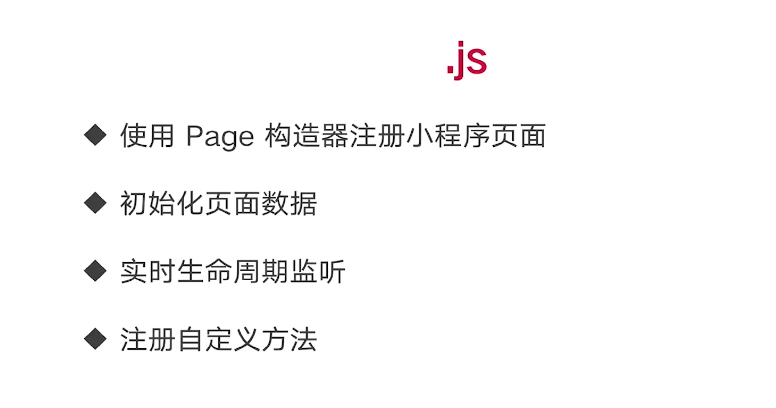 .js
◆ 使用 Page 构造器注册小程序页面
◆ 初始化页面数据
◆ 实时生命周期监听
◆ 注册自定义方法